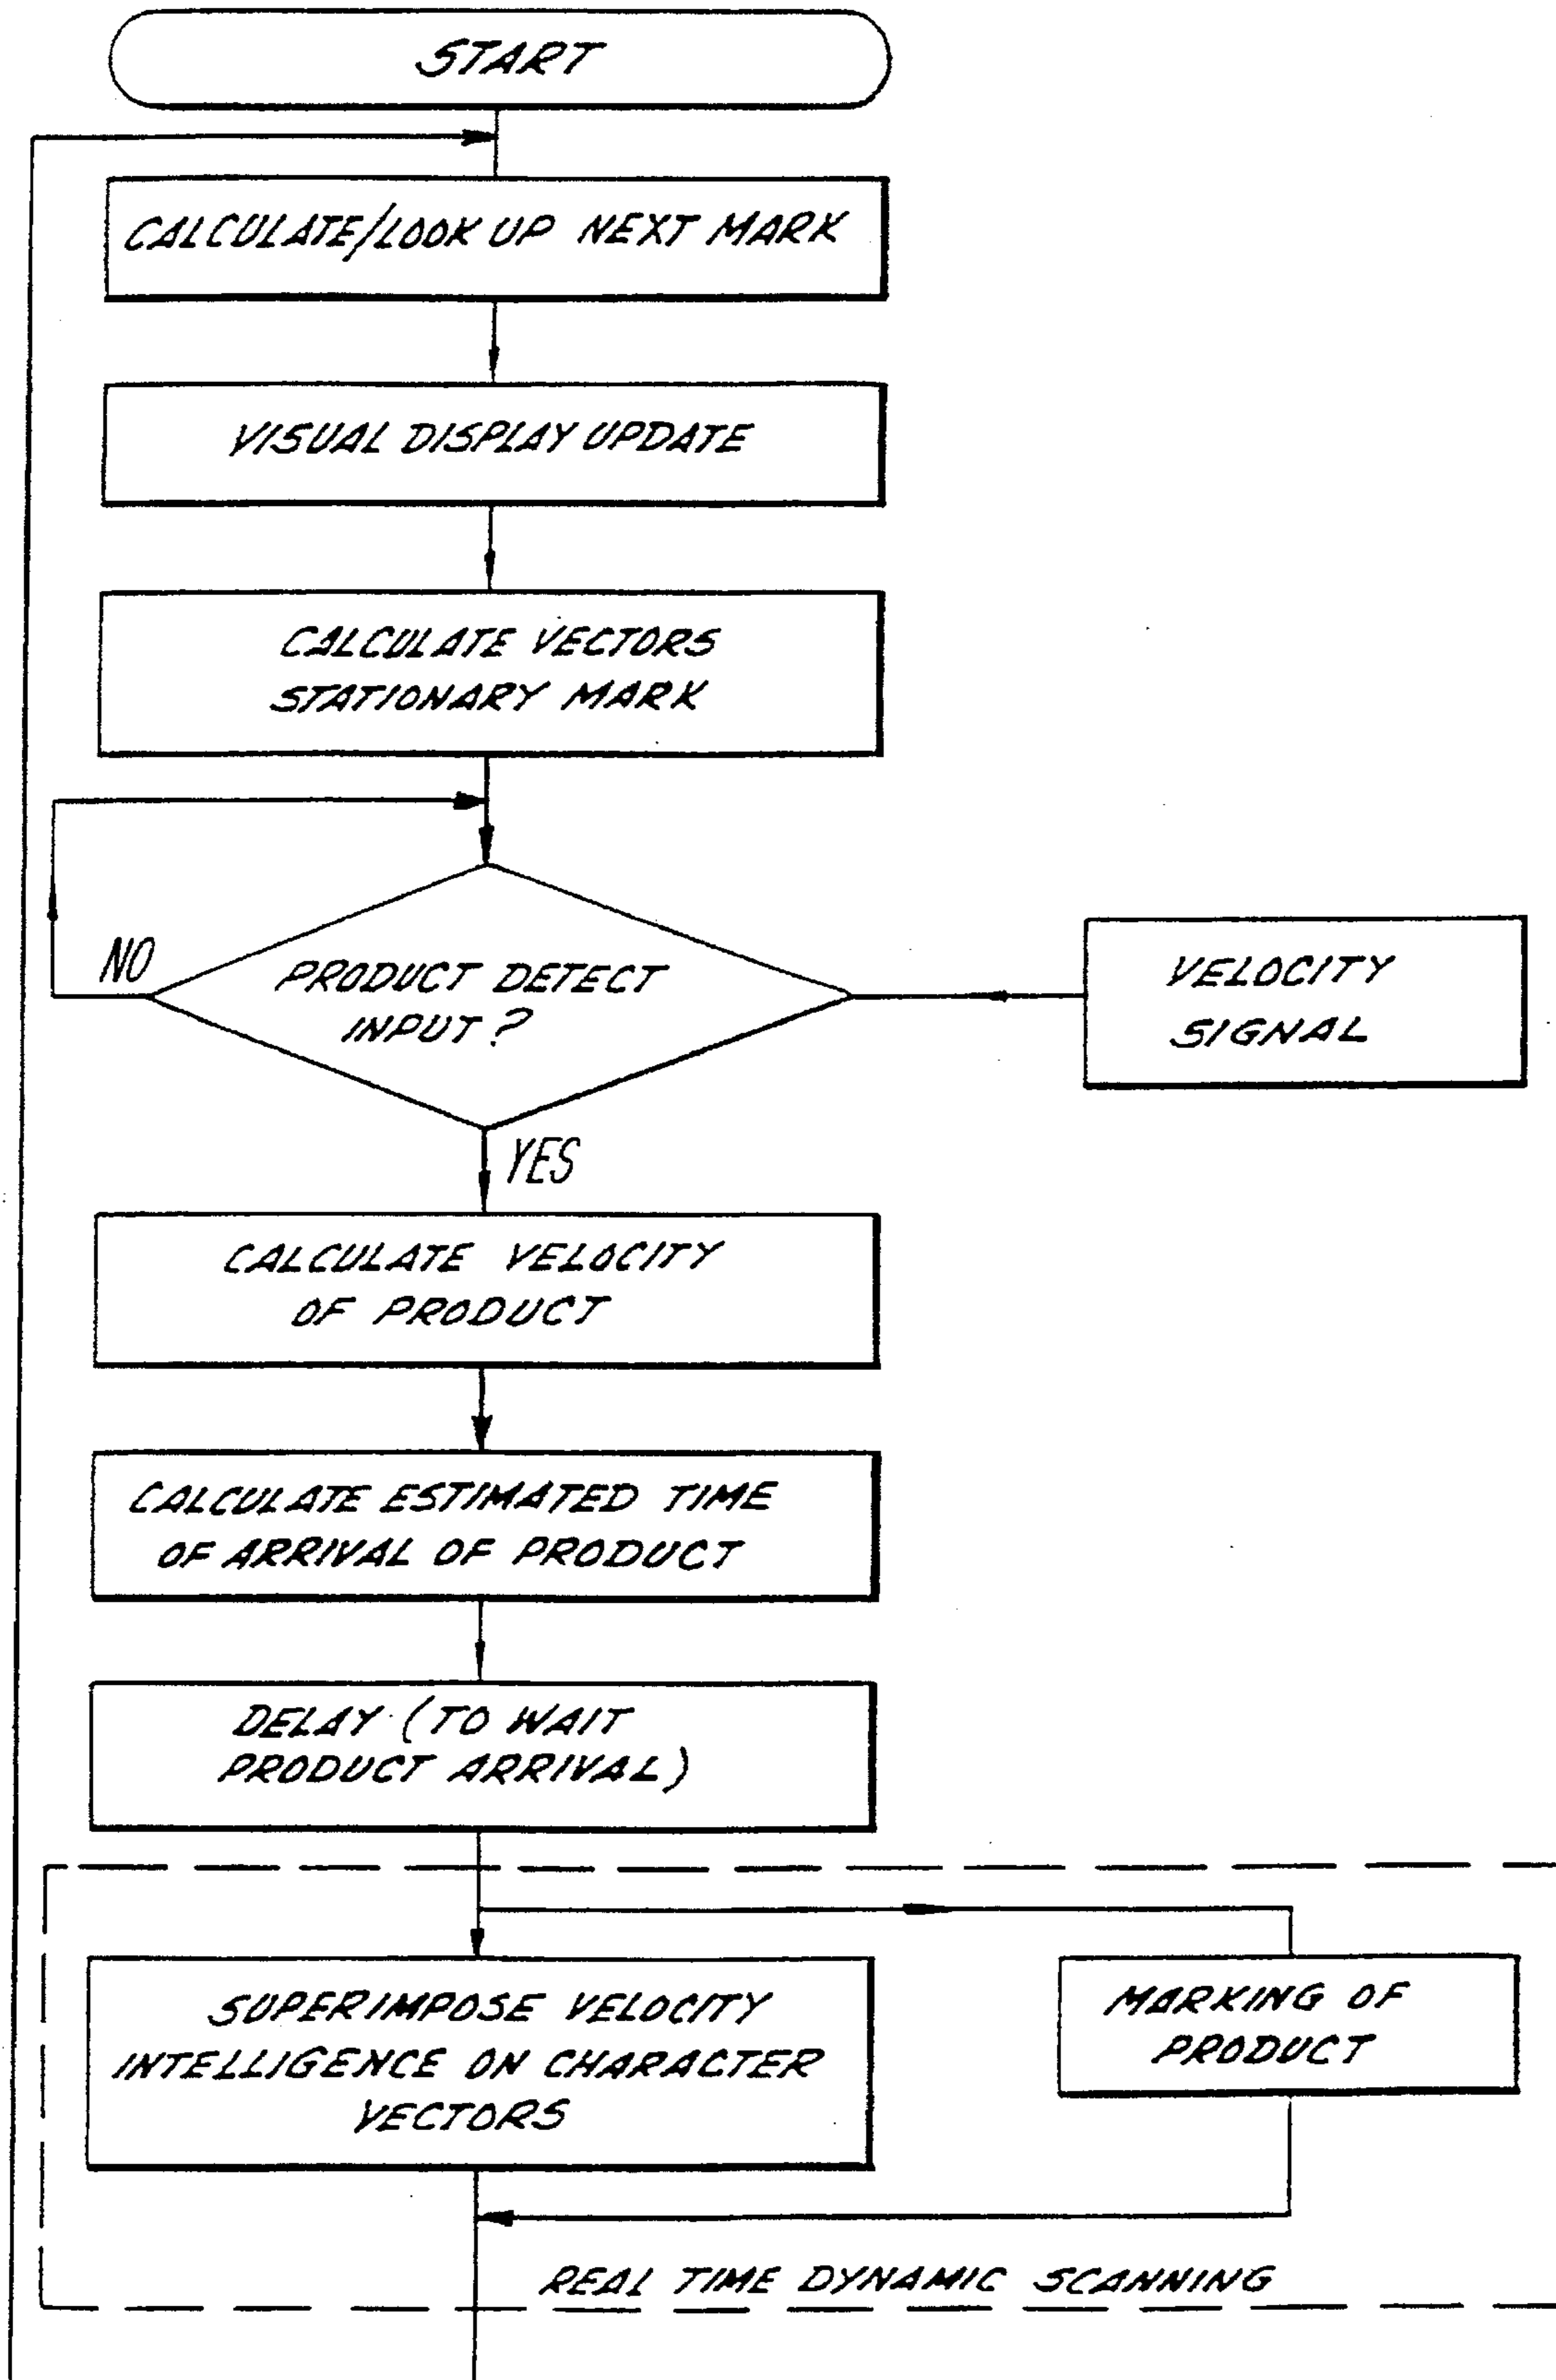 START
CALCULATE/LOOK UP NEXT MARK
VISUAL DISPLAY UPDATE
CALCULATE VECTORS
STATIONARY MARK
NO
PRODUCT DETECT
INPUT?
VELOCITY
SIGNAL
YES
CALCULATE VELOCITY
OF PRODUCT
CALCULATE ESTIMATED TIME
OF ARRIVAL OF PRODUCT
DELAY (TO WAIT
PRODUCT ARRIVAL)
SUPERIMPOSE VELOCITY
INTELLIGENCE ON CHARACTER
VECTORS
MARKING OF
PRODUCT
REAL TIME DYNAMIC SCANNING